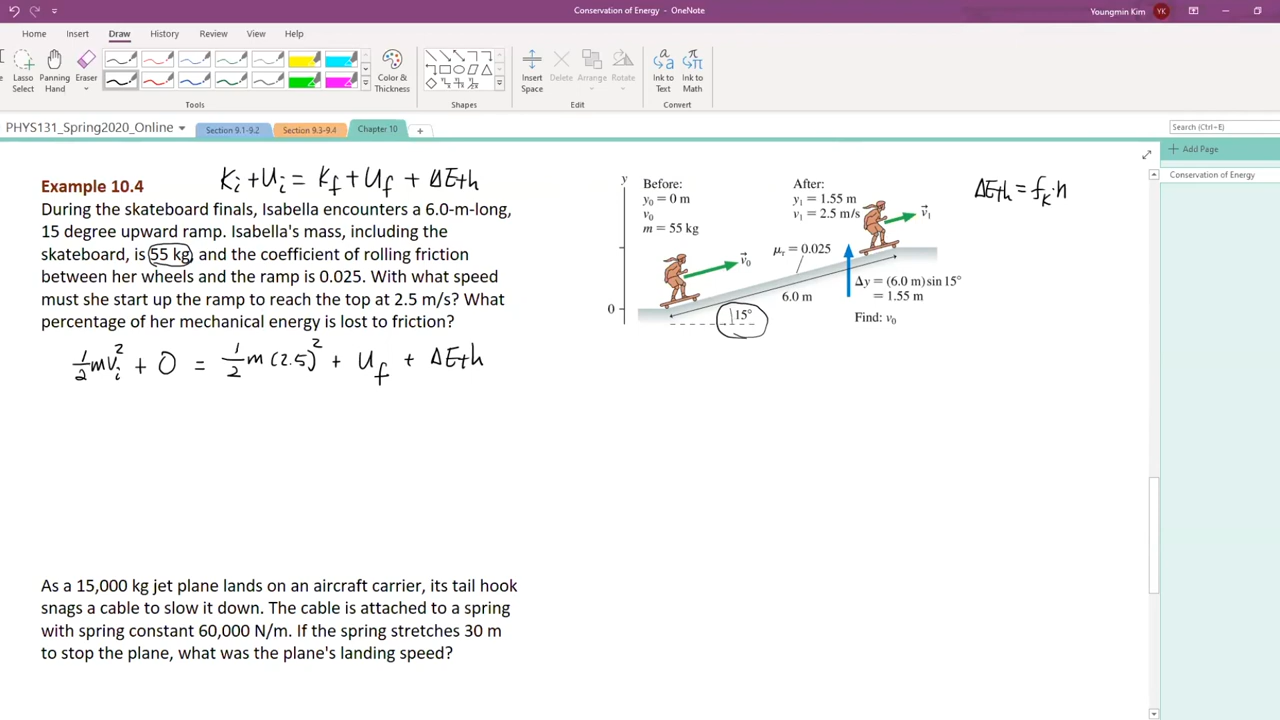 Conservation of Energy - OneNote
Youngmin Kim YK
Home Insert Draw History Review View Help
Lasso Select
Panning Hand
Eraser
Color & Thickness
Insert Space
Delete
Arrange
Rotate
Ink to Text
Ink to Math
Tools
Shapes
Edit
Convert
PHYS131_Spring2020_Online
Section 9.1-9.2
Section 9.3-9.4
Chapter 10
Search (Ctrl+E)
Add Page
Conservation of Energy
Example 10.4
K_i + U_i = K_f + U_f + ΔEth
During the skateboard finals, Isabella encounters a 6.0-m-long,
15 degree upward ramp. Isabella's mass, including the
skateboard, is 55 kg, and the coefficient of rolling friction
between her wheels and the ramp is 0.025. With what speed
must she start up the ramp to reach the top at 2.5 m/s? What
percentage of her mechanical energy is lost to friction?
½mv_i² + 0 = ½m(2.5)² + U_f + ΔEth
y
Before:
y₀ = 0 m
v₀
m = 55 kg
After:
y₁ = 1.55 m
v₁ = 2.5 m/s
v⃗₁
v⃗₀
μr = 0.025
Δy = (6.0 m)sin 15°
= 1.55 m
6.0 m
0
15°
Find: v₀
ΔEth = f_k·n
As a 15,000 kg jet plane lands on an aircraft carrier, its tail hook
snags a cable to slow it down. The cable is attached to a spring
with spring constant 60,000 N/m. If the spring stretches 30 m
to stop the plane, what was the plane's landing speed?